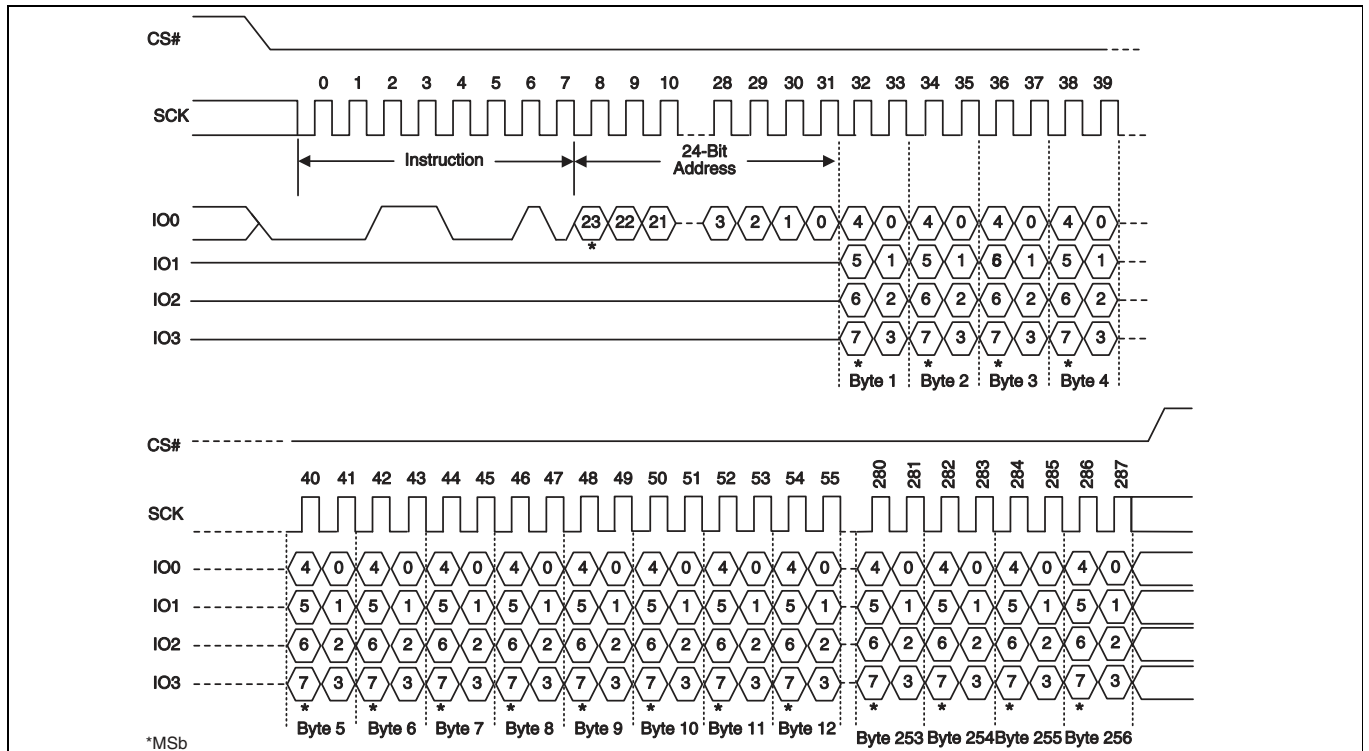 CS#
0 1 2 3 4 5 6 7 8 9 10 28 29 30 31 32 33 34 35 36 37 38 39
SCK
Instruction
24-Bit
Address
IO0 23 22 21 3 2 1 0 4 0 4 0 4 0 4 0
*
IO1 5 1 5 1 6 1 5 1
IO2 6 2 6 2 6 2 6 2
IO3 7 3 7 3 7 3 7 3
* * * *
Byte 1 Byte 2 Byte 3 Byte 4
CS#
40 41 42 43 44 45 46 47 48 49 50 51 52 53 54 55 280 281 282 283 284 285 286 287
SCK
IO0 4 0 4 0 4 0 4 0 4 0 4 0 4 0 4 0 4 0 4 0 4 0 4 0
IO1 5 1 5 1 5 1 5 1 5 1 5 1 5 1 5 1 5 1 5 1 5 1 5 1
IO2 6 2 6 2 6 2 6 2 6 2 6 2 6 2 6 2 6 2 6 2 6 2 6 2
IO3 7 3 7 3 7 3 7 3 7 3 7 3 7 3 7 3 7 3 7 3 7 3 7 3
* * * * * * * * * * * *
Byte 5 Byte 6 Byte 7 Byte 8 Byte 9 Byte 10 Byte 11 Byte 12 Byte 253 Byte 254 Byte 255 Byte 256
*MSb